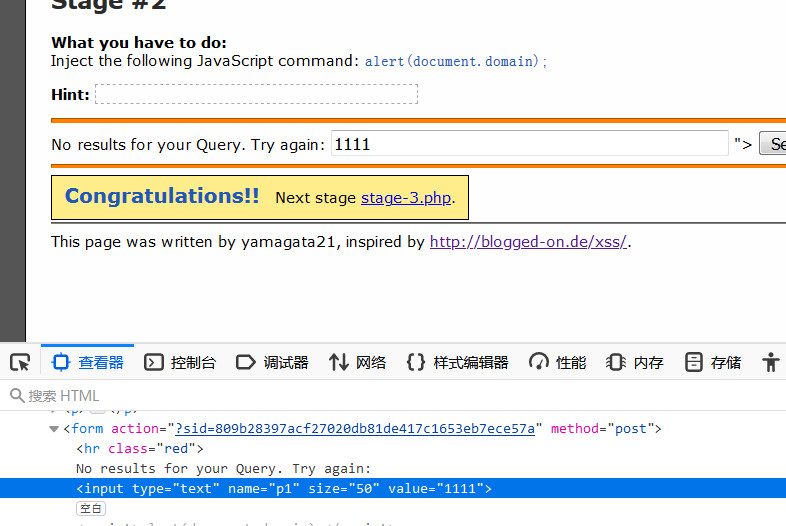 Stage #2
What you have to do:
Inject the following JavaScript command: alert(document.domain);
Hint:
No results for your Query. Try again: 1111 "> Se
Congratulations!! Next stage stage-3.php.
This page was written by yamagata21, inspired by http://blogged-on.de/xss/.
查看器 控制台 调试器 网络 样式编辑器 性能 内存 存储
搜索 HTML
<form action="?sid=809b28397acf27020db81de417c1653eb7ece57a" method="post">
<hr class="red">
No results for your Query. Try again:
<input type="text" name="p1" size="50" value="1111">
空白